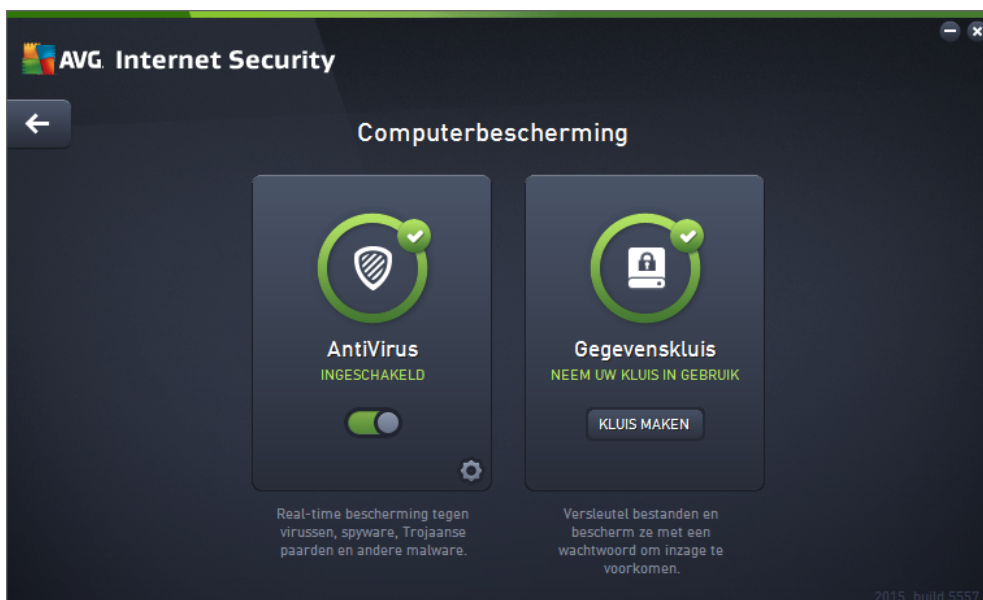 AVG. Internet Security
Computerbescherming
AntiVirus
INGESCHAKELD
Real-time bescherming tegen
virussen, spyware, Trojaanse
paarden en andere malware.
Gegevenskluis
NEEM UW KLUIS IN GEBRUIK
KLUIS MAKEN
Versleutel bestanden en
bescherm ze met een
wachtwoord om inzage te
voorkomen.
2015, build 5557